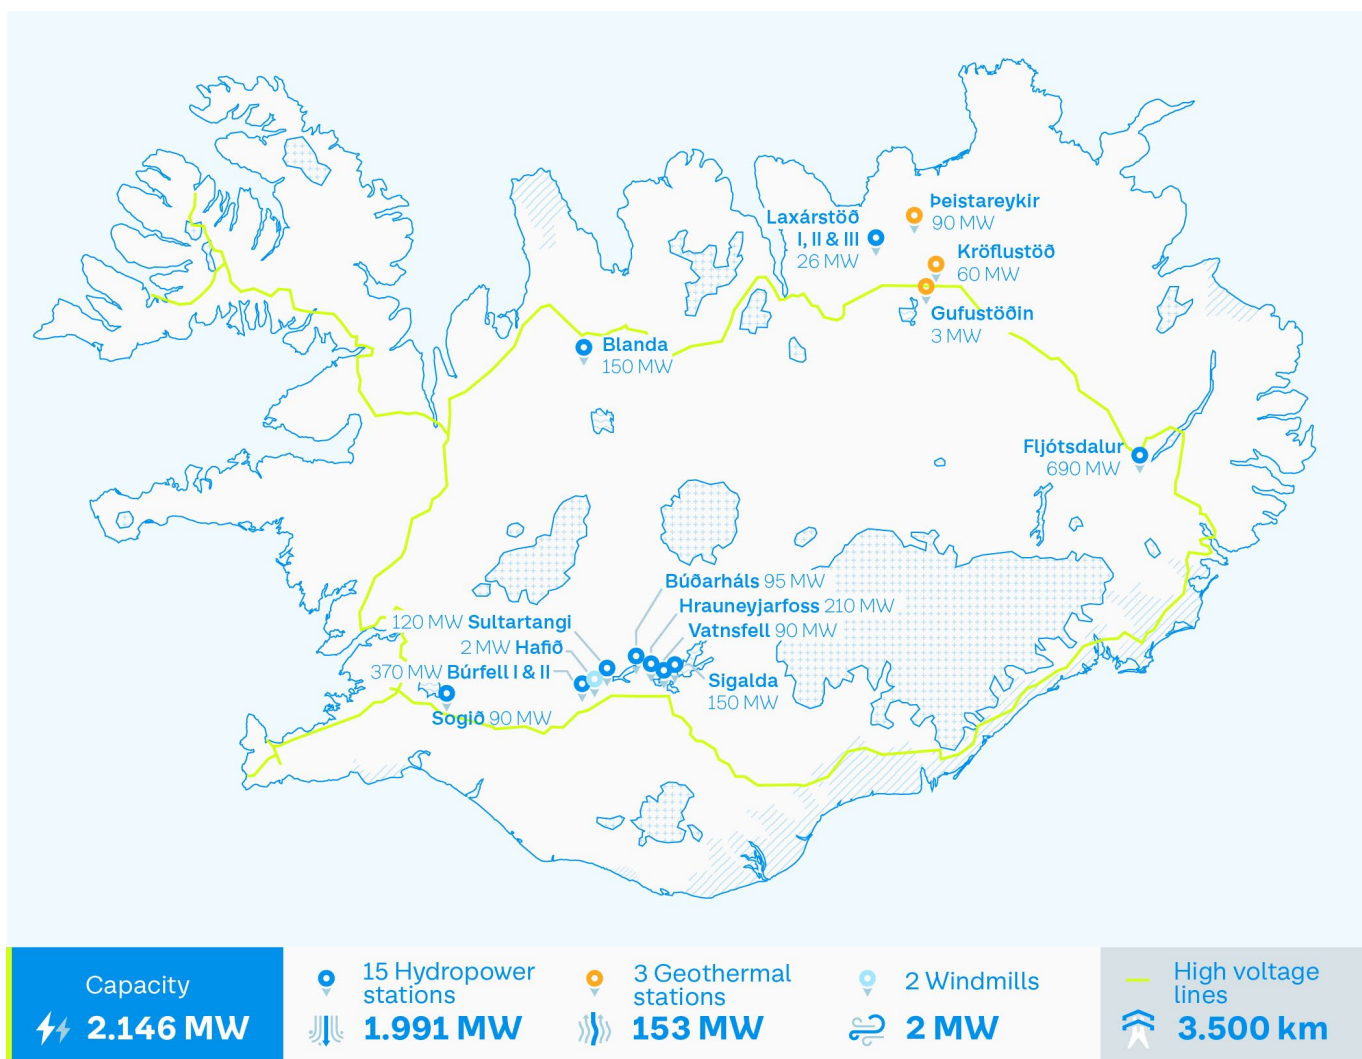 Þeistareykir
90 MW
Laxárstöð
I, II & III
26 MW
Kröflustöð
60 MW
Gufustöðin
3 MW
Blanda
150 MW
Fljótsdalur
690 MW
Búðarháls 95 MW
Hrauneyjarfoss 210 MW
Vatnsfell 90 MW
120 MW Sultartangi
2 MW Hafið
370 MW Búrfell I & II
Sigalda
150 MW
Sogið 90 MW
Capacity
2.146 MW
15 Hydropower
stations
1.991 MW
3 Geothermal
stations
153 MW
2 Windmills
2 MW
High voltage
lines
3.500 km